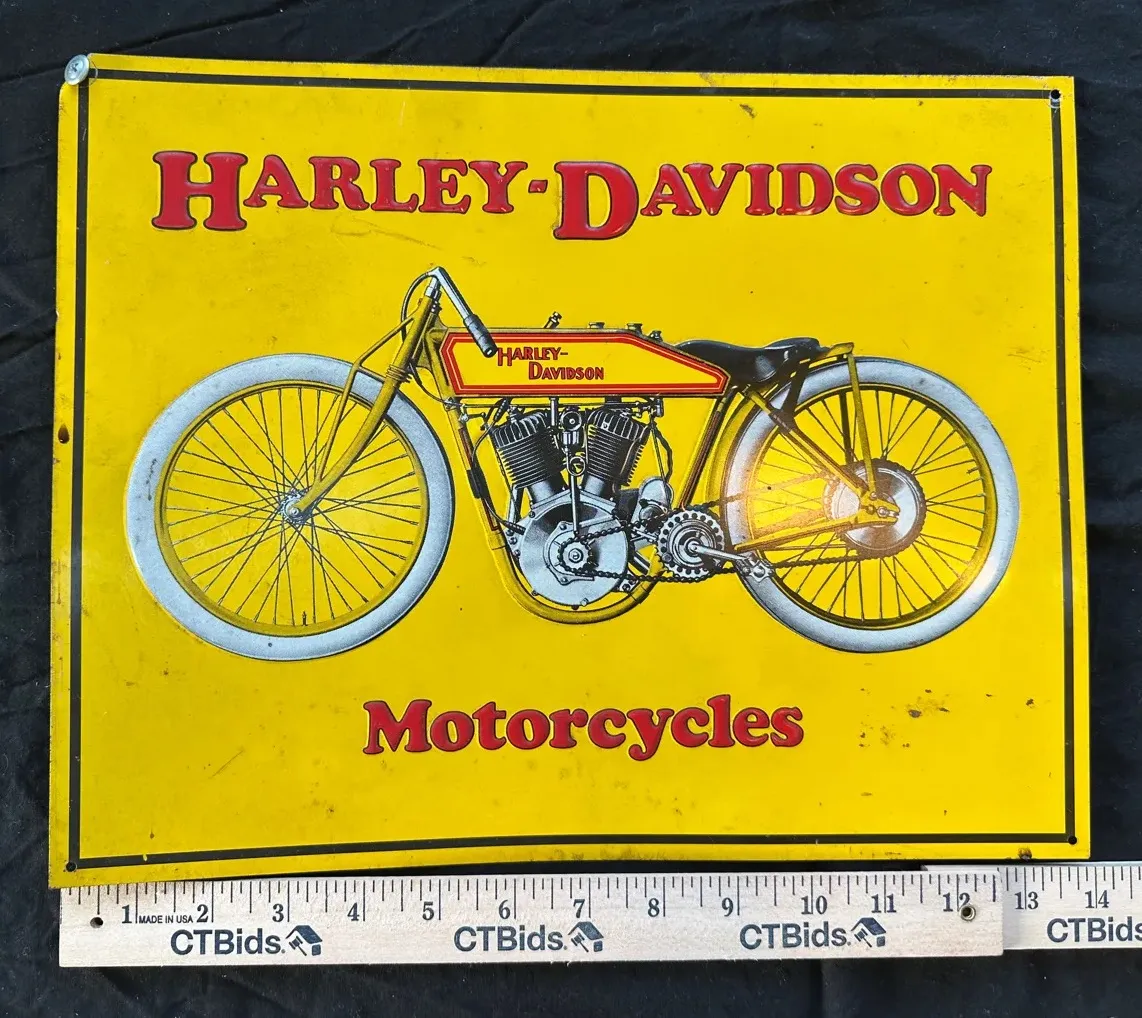 HARLEY-DAVIDSON
HARLEY-
DAVIDSON
Motorcycles
1 MADE IN USA 2 3 4 5 6 7 8 9 10 11 12 13 14
CTBids. CTBids. CTBids. CTBids